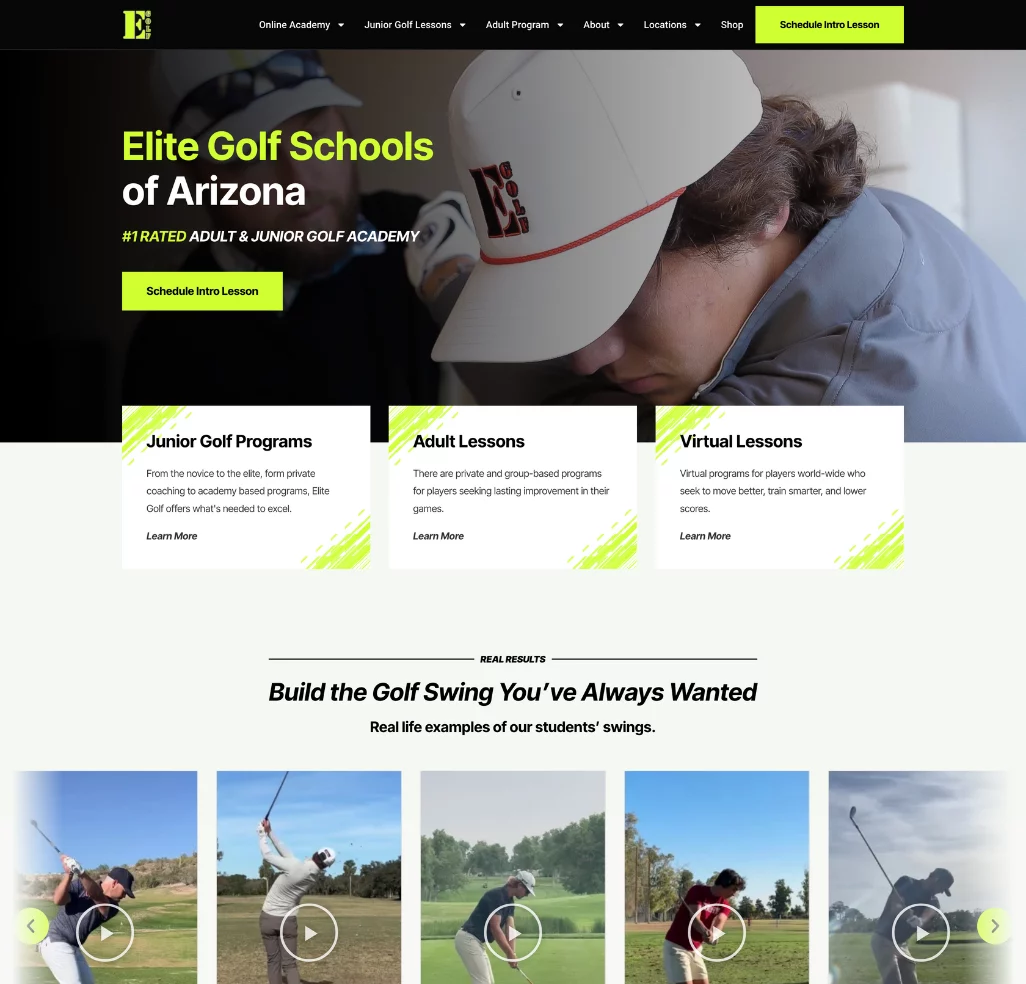 E GOLF
Online Academy Junior Golf Lessons Adult Program About Locations Shop Schedule Intro Lesson
Elite Golf Schools
of Arizona
#1 RATED ADULT & JUNIOR GOLF ACADEMY
Schedule Intro Lesson
E GOLF
Junior Golf Programs
From the novice to the elite, form private
coaching to academy based programs, Elite
Golf offers what's needed to excel.
Learn More
Adult Lessons
There are private and group-based programs
for players seeking lasting improvement in their
games.
Learn More
Virtual Lessons
Virtual programs for players world-wide who
seek to move better, train smarter, and lower
scores.
Learn More
REAL RESULTS
Build the Golf Swing You’ve Always Wanted
Real life examples of our students’ swings.